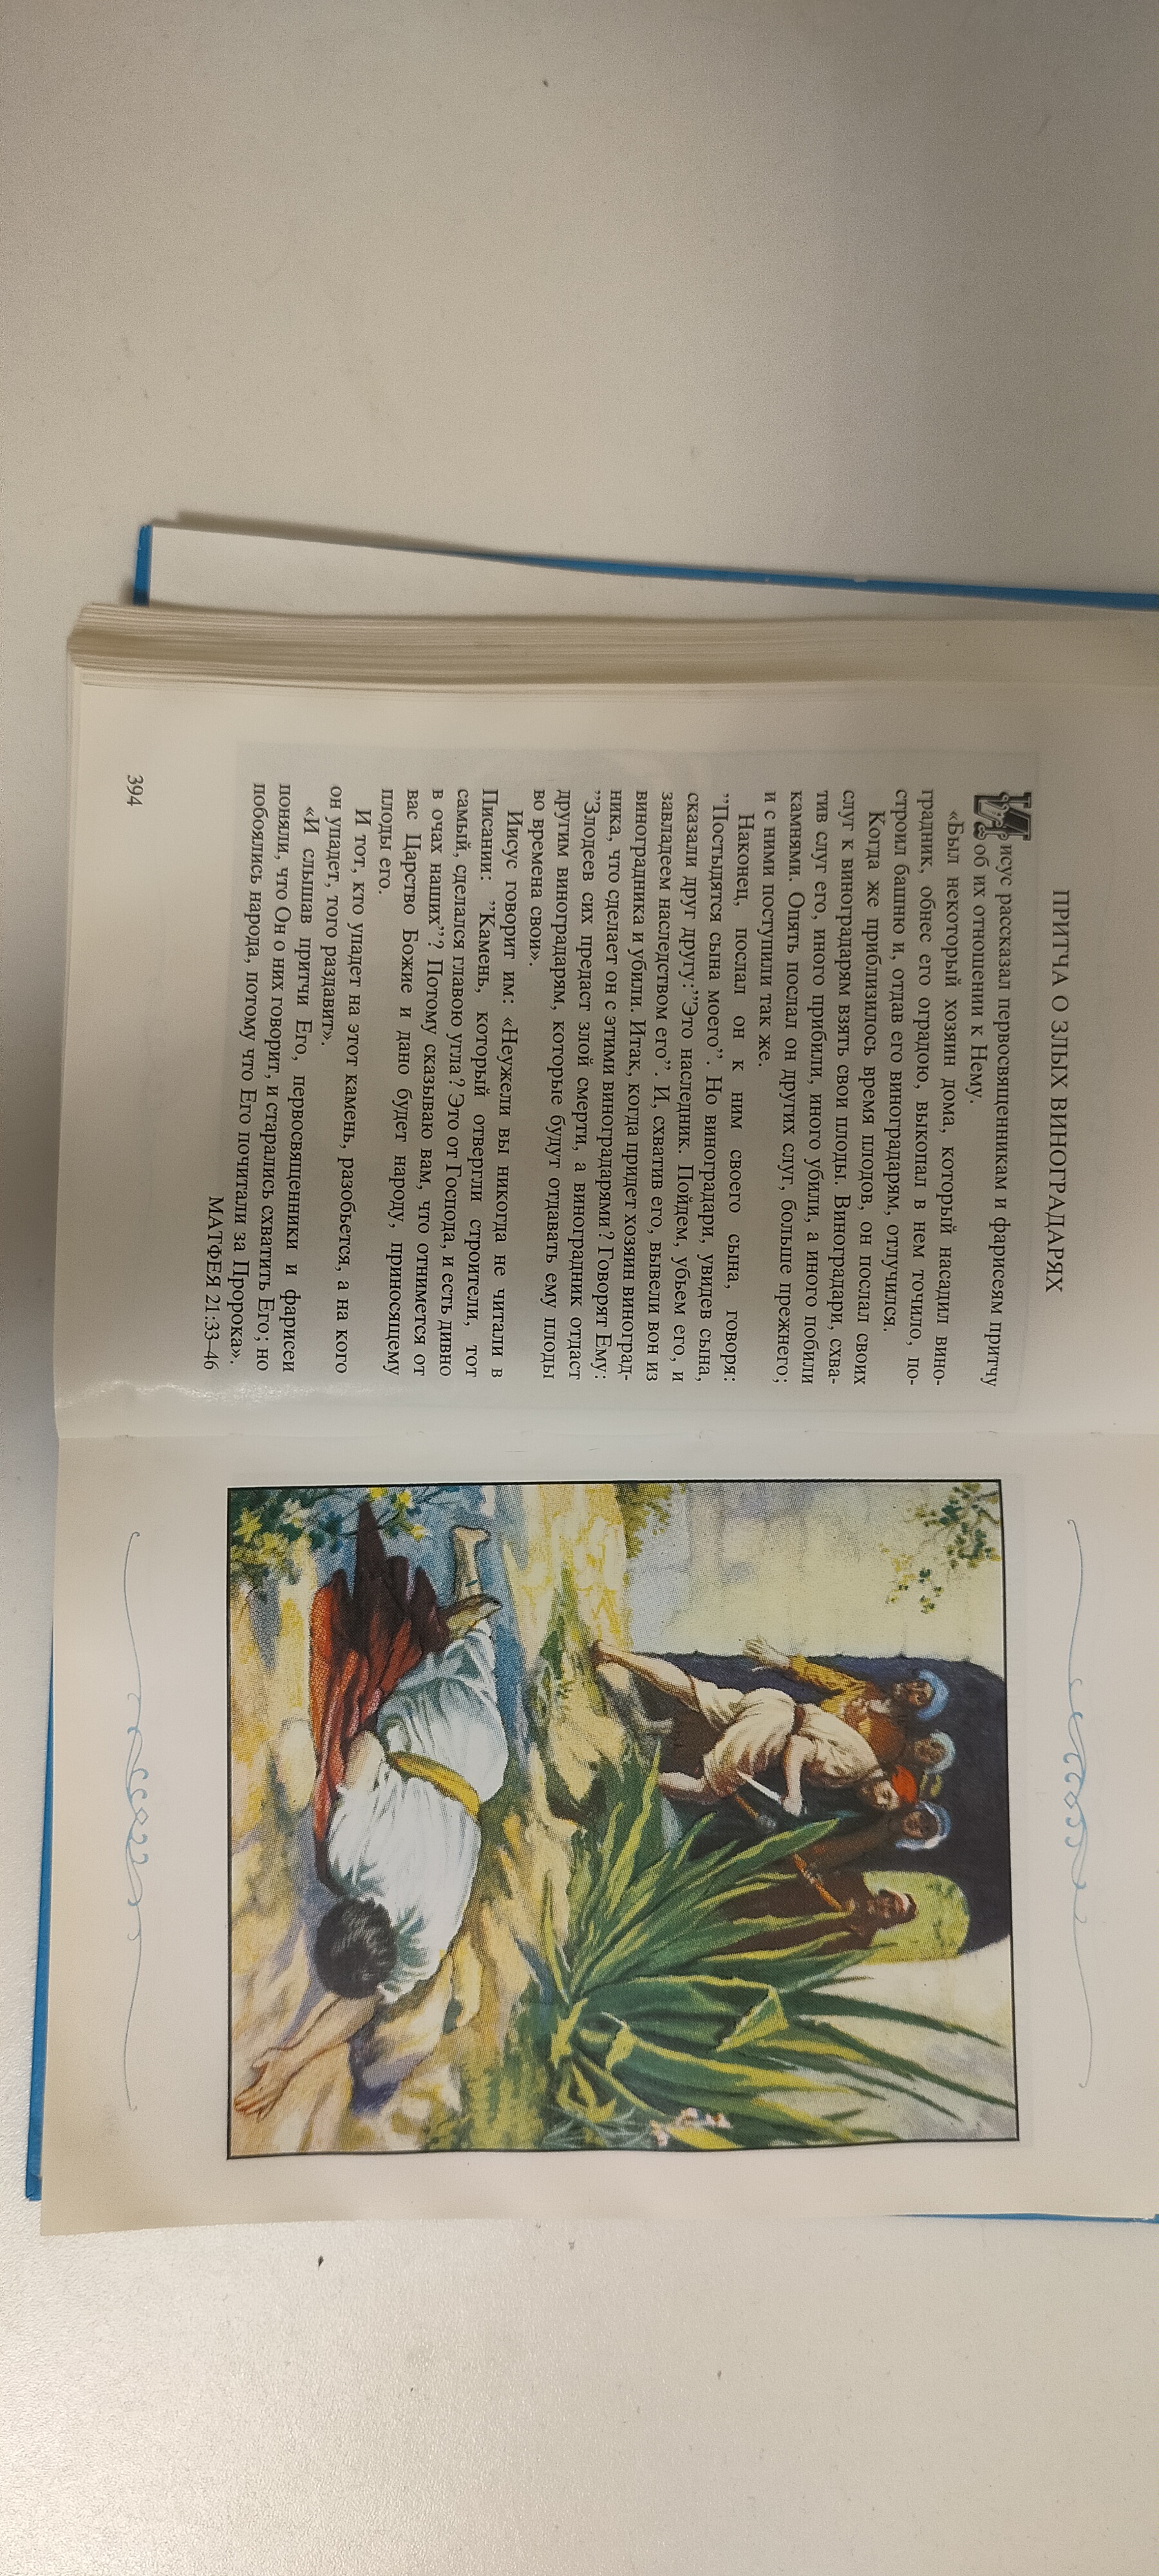 ПРИТЧА О ЗЛЫХ ВИНОГРАДАРЯХ
Иисус рассказал первосвященникам и фарисеям притчу
об их отношении к Нему.
«Был некоторый хозяин дома, который насадил вино-
градник, обнес его оградою, выкопал в нем точило, по-
строил башню и, отдав его виноградарям, отлучился.
Когда же приблизилось время плодов, он послал своих
слуг к виноградарям взять свои плоды. Виноградари, схва-
тив слуг его, иного прибили, иного убили, а иного побили
камнями. Опять послал он других слуг, больше прежнего;
и с ними поступили так же.
Наконец, послал он к ним своего сына, говоря:
”Постыдятся сына моего”. Но виноградари, увидев сына,
сказали друг другу:”Это наследник. Пойдем, убьем его, и
завладеем наследством его”. И, схватив его, вывели вон из
виноградника и убили. Итак, когда придет хозяин виноград-
ника, что сделает он с этими виноградарями? Говорят Ему:
”Злодеев сих предаст злой смерти, а виноградник отдаст
другим виноградарям, которые будут отдавать ему плоды
во времена свои».
Иисус говорит им: «Неужели вы никогда не читали в
Писании: ”Камень, который отвергли строители, тот
самый, сделался главою угла? Это от Господа, и есть дивно
в очах наших”? Потому сказываю вам, что отнимется от
вас Царство Божие и дано будет народу, приносящему
плоды его.
И тот, кто упадет на этот камень, разобьется, а на кого
он упадет, того раздавит».
«И слышав притчи Его, первосвященники и фарисеи
поняли, что Он о них говорит, и старались схватить Его; но
побоялись народа, потому что Его почитали за Пророка».
МАТФЕЯ 21:33–46
394